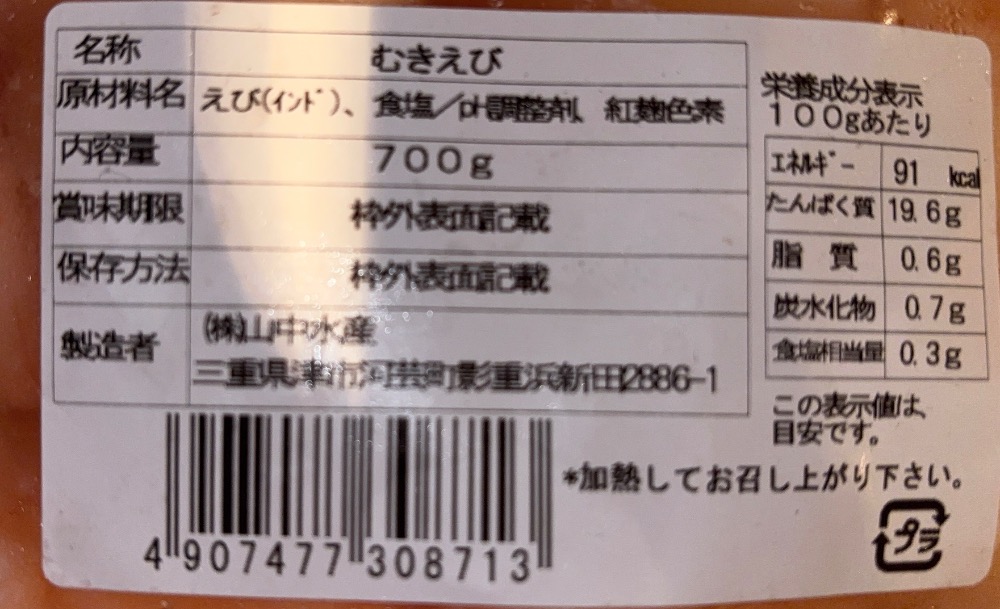 名称 むきえび
原材料名 えび(インド)、食塩/pH調整剤、紅麹色素
内容量 700g
賞味期限 枠外表面記載
保存方法 枠外表面記載
製造者 (株)山中水産
三重県津市河芸町影重浜新田2886-1
栄養成分表示
100gあたり
エネルギー 91 kcal
たんぱく質 19.6g
脂質 0.6g
炭水化物 0.7g
食塩相当量 0.3g
この表示値は、
目安です。
*加熱してお召し上がり下さい。
プラ
4 907477 308713